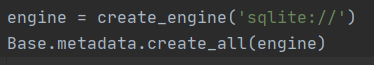 engine = create_engine('sqlite://')
Base.metadata.create_all(engine)